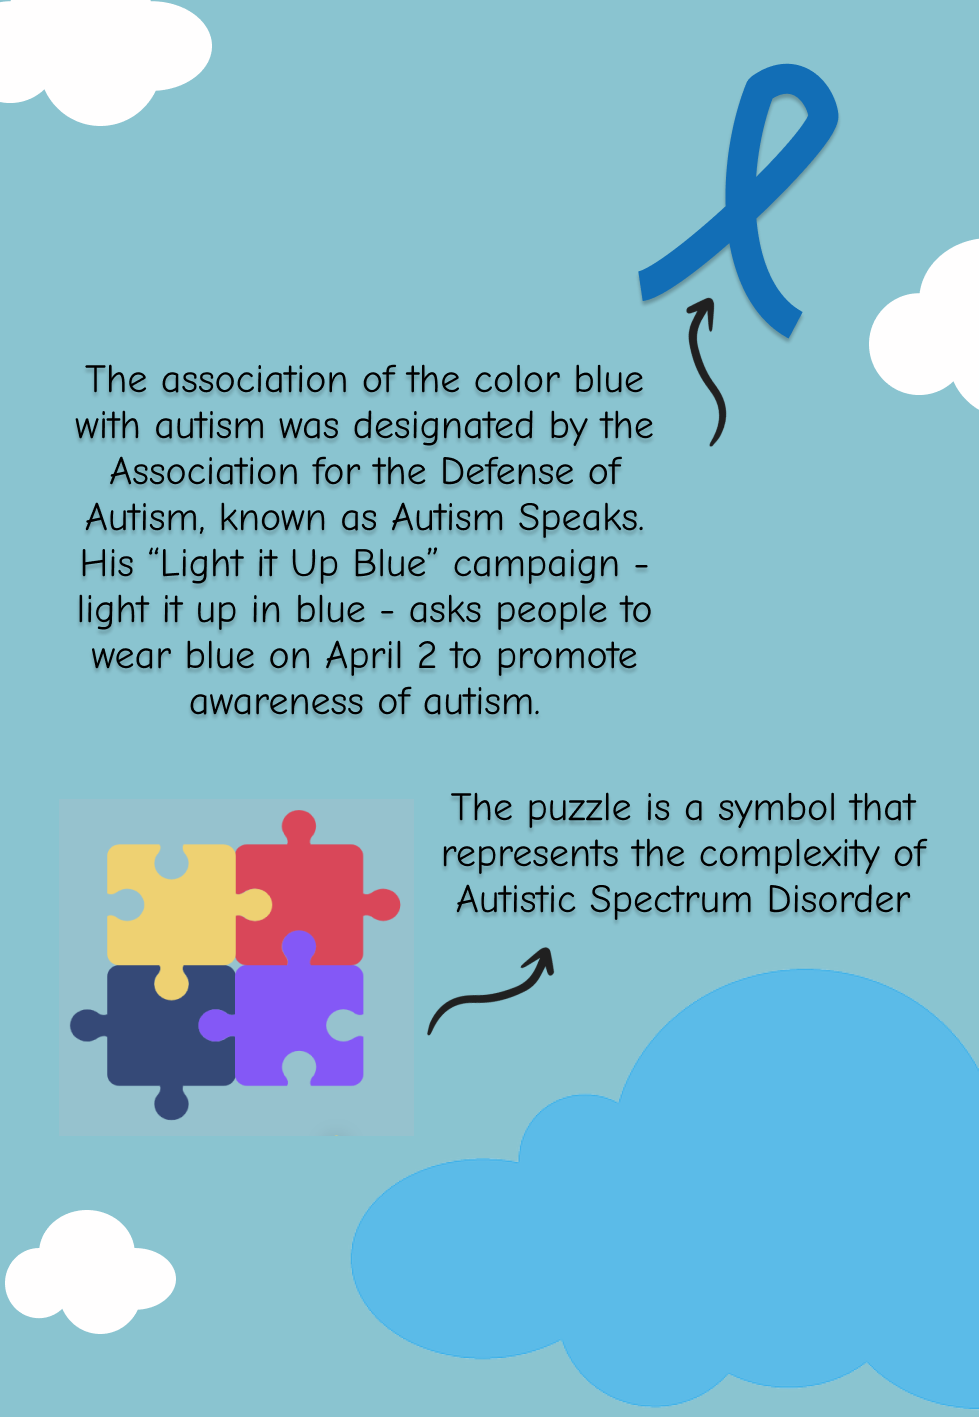 The association of the color blue
with autism was designated by the
Association for the Defense of
Autism, known as Autism Speaks.
His “Light it Up Blue” campaign -
light it up in blue - asks people to
wear blue on April 2 to promote
awareness of autism.
The puzzle is a symbol that
represents the complexity of
Autistic Spectrum Disorder